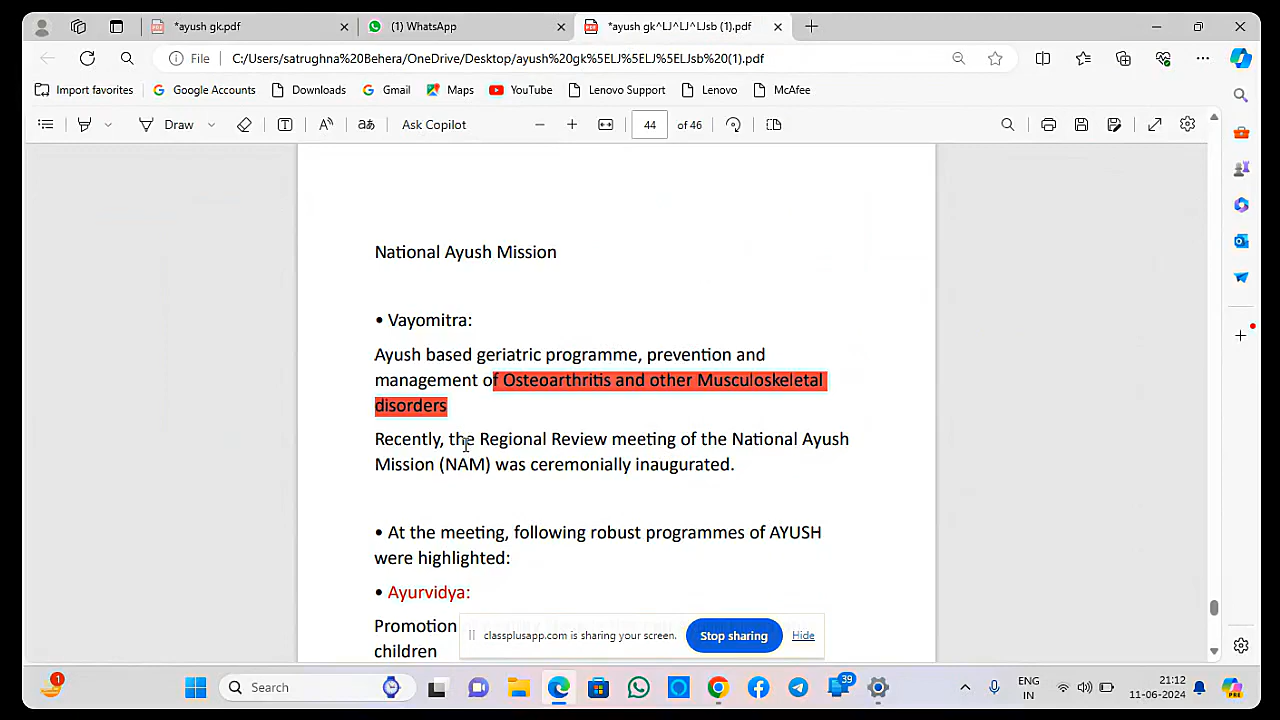 *ayush gk.pdf
(1) WhatsApp
*ayush gk^LJ^LJ^LJsb (1).pdf
File
C:/Users/satrughna%20Behera/OneDrive/Desktop/ayush%20gk%5ELJ%5ELJ%5ELJsb%20(1).pdf
Import favorites
Google Accounts
Downloads
Gmail
Maps
YouTube
Lenovo Support
Lenovo
McAfee
Draw
Ask Copilot
44
of 46
National Ayush Mission
• Vayomitra:
Ayush based geriatric programme, prevention and
management of Osteoarthritis and other Musculoskeletal
disorders
Recently, the Regional Review meeting of the National Ayush
Mission (NAM) was ceremonially inaugurated.
• At the meeting, following robust programmes of AYUSH
were highlighted:
• Ayurvidya:
Promotion
children
classplusapp.com is sharing your screen.
Stop sharing
Hide
1
Search
39
ENG
IN
21:12
11-06-2024
PRE